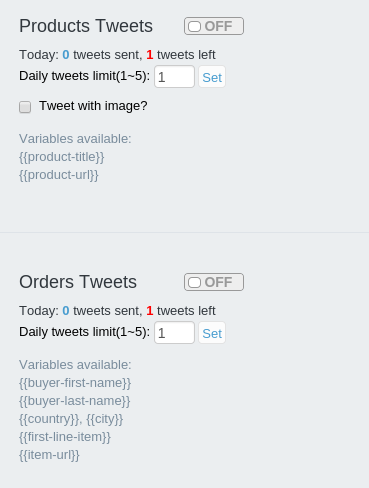 Products Tweets OFF
Today: 0 tweets sent, 1 tweets left
Daily tweets limit(1~5): 1 Set
Tweet with image?
Variables available:
{{product-title}}
{{product-url}}
Orders Tweets OFF
Today: 0 tweets sent, 1 tweets left
Daily tweets limit(1~5): 1 Set
Variables available:
{{buyer-first-name}}
{{buyer-last-name}}
{{country}}, {{city}}
{{first-line-item}}
{{item-url}}